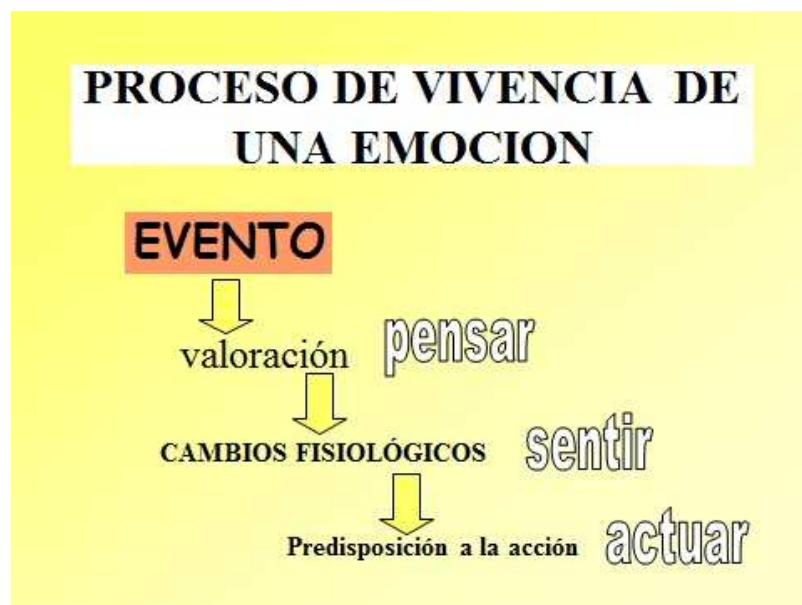 PROCESO DE VIVENCIA DE
UNA EMOCION
EVENTO
valoración pensar
CAMBIOS FISIOLÓGICOS sentir
Predisposición a la acción actuar